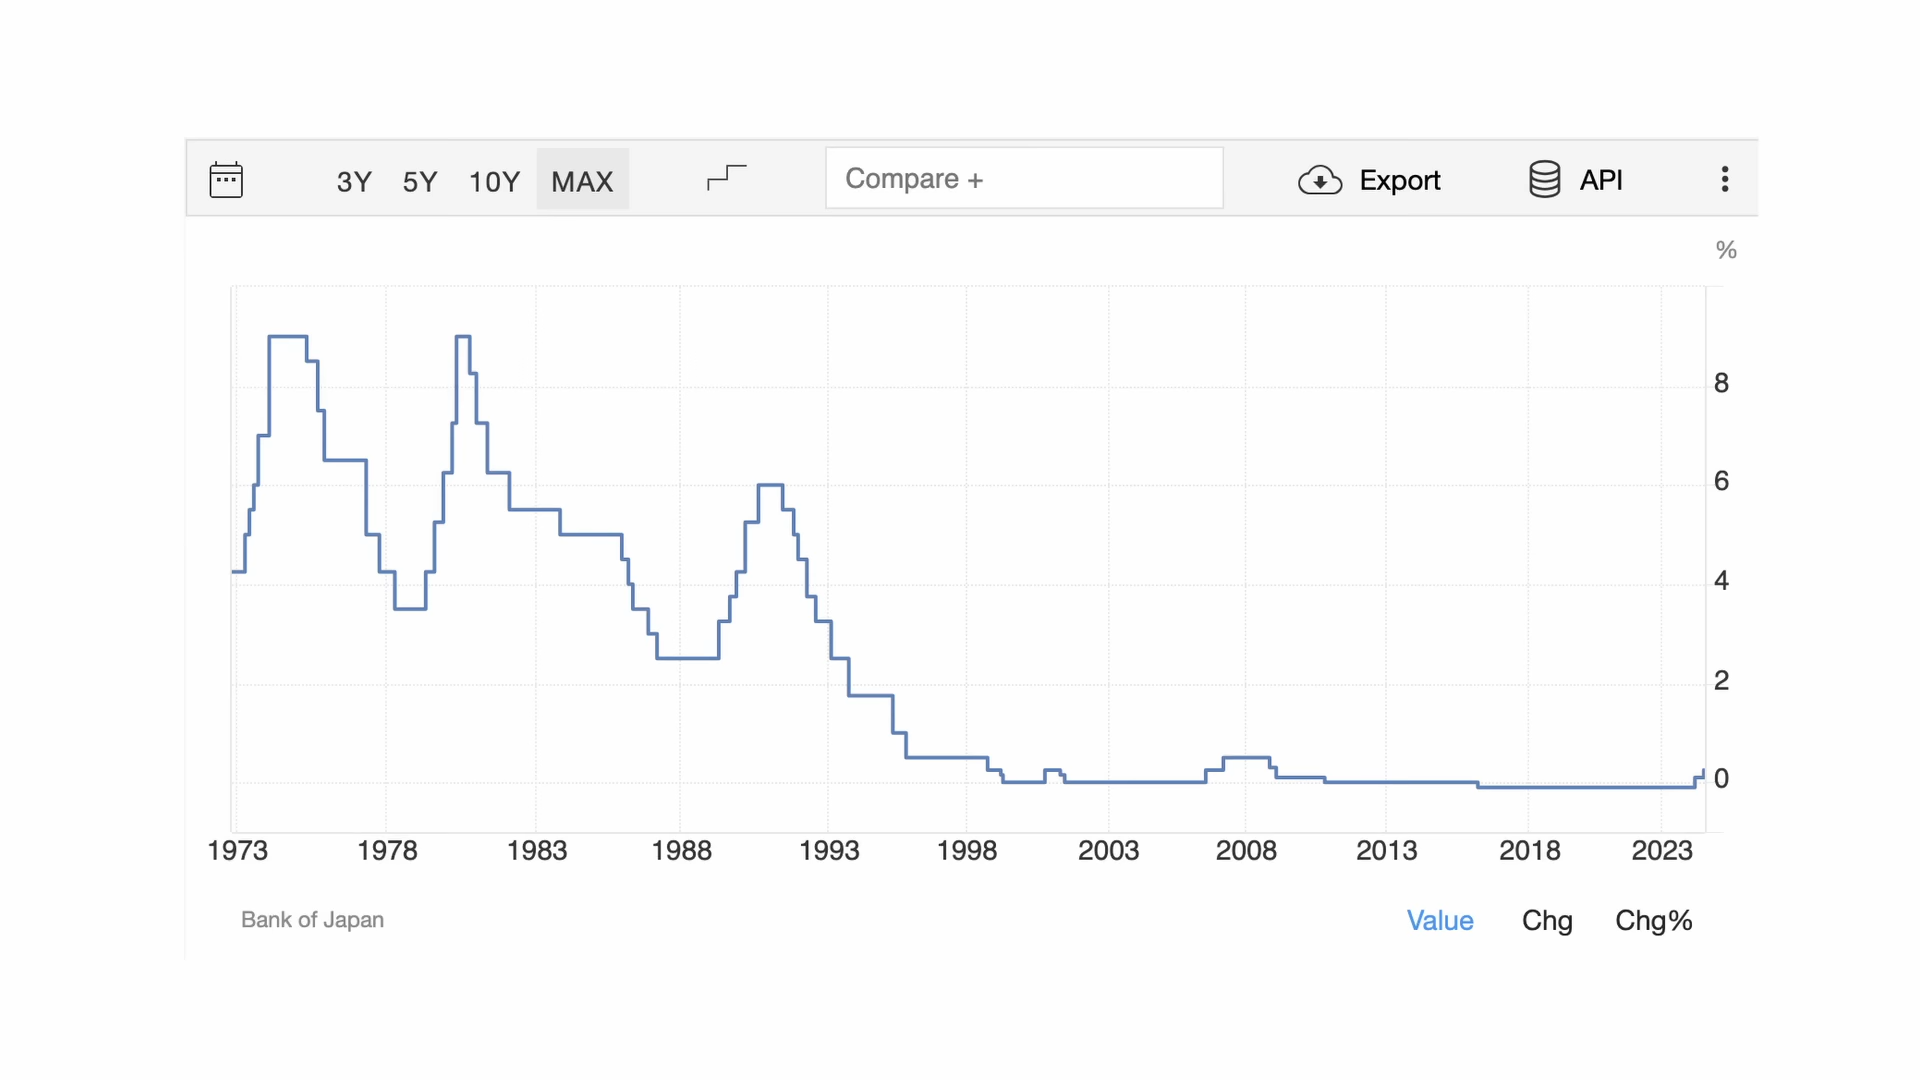 3Y 5Y 10Y MAX Compare + Export API
%
8
6
4
2
0
1973 1978 1983 1988 1993 1998 2003 2008 2013 2018 2023
Bank of Japan Value Chg Chg%